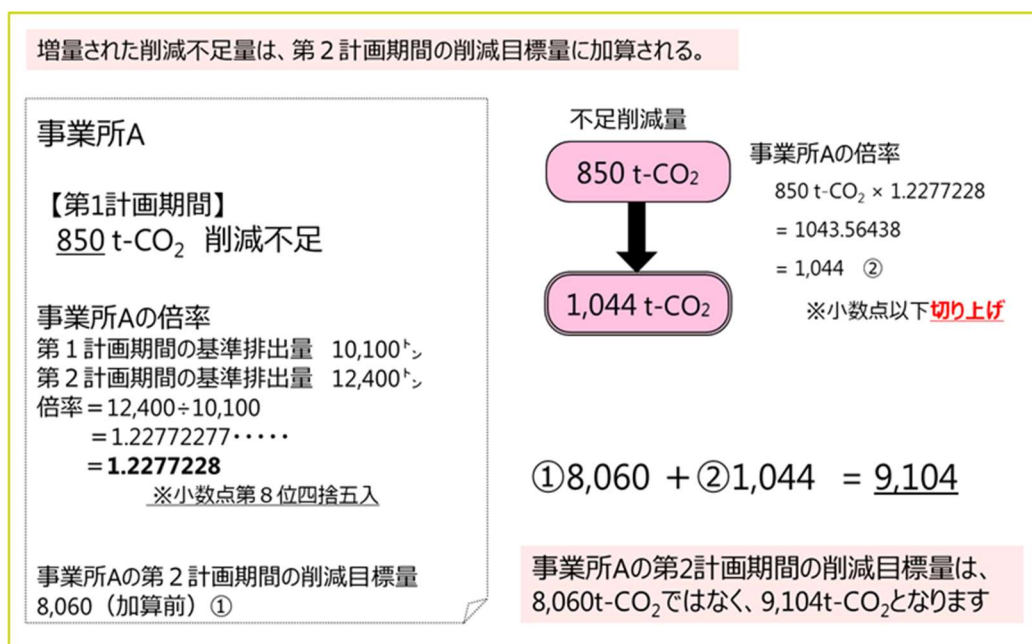 増量された削減不足量は、第２計画期間の削減目標量に加算される。
事業所A
【第1計画期間】
850 t-CO₂ 削減不足
事業所Aの倍率
第１計画期間の基準排出量 10,100㌧
第２計画期間の基準排出量 12,400㌧
倍率＝12,400÷10,100
＝1.22772277・・・・・
＝1.2277228
※小数点第８位四捨五入
事業所Aの第２計画期間の削減目標量
8,060（加算前）①
不足削減量
850 t-CO₂
1,044 t-CO₂
事業所Aの倍率
850 t-CO₂ × 1.2277228
= 1043.56438
= 1,044 ②
※小数点以下切り上げ
①8,060 ＋②1,044 ＝ 9,104
事業所Aの第2計画期間の削減目標量は、
8,060t-CO₂ではなく、9,104t-CO₂となります